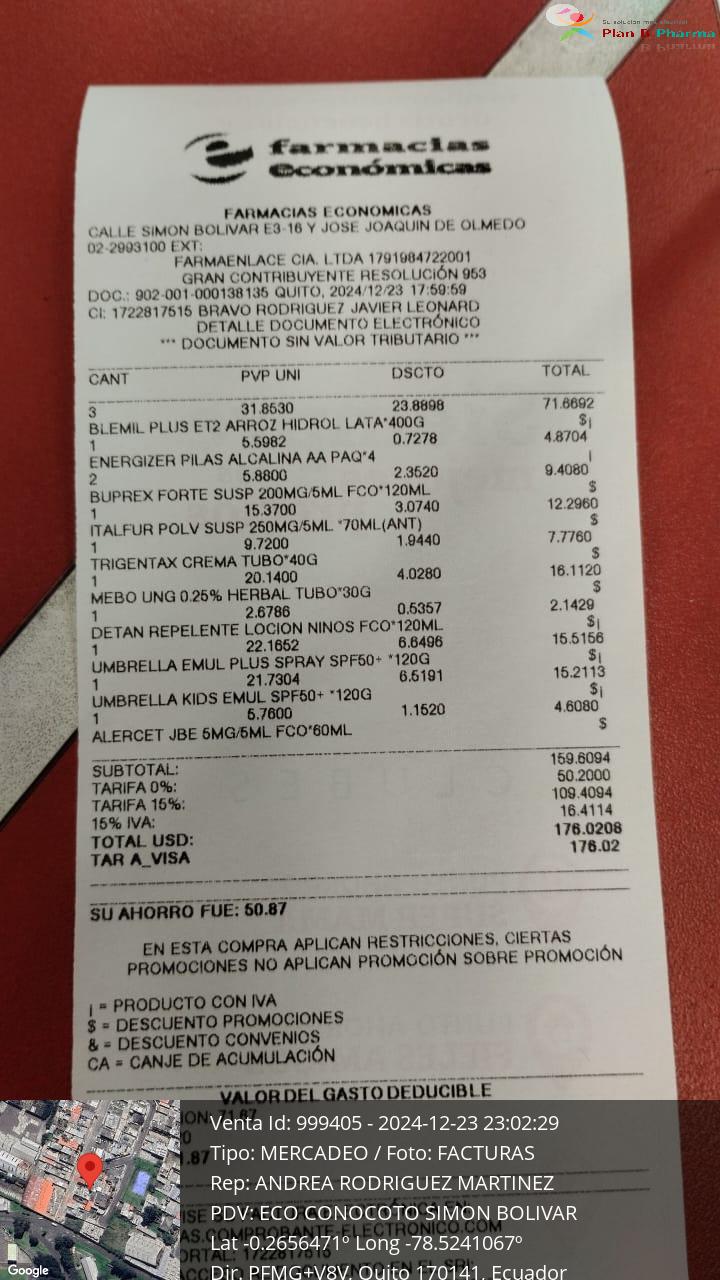 Su solucion mas efectiva!
Plan B Pharma
farmacias
económicas
FARMACIAS ECONOMICAS
CALLE SIMON BOLIVAR E3-16 Y JOSE JOAQUIN DE OLMEDO
02-2993100 EXT:
FARMAENLACE CIA. LTDA 1791984722001
GRAN CONTRIBUYENTE RESOLUCIÓN 953
DOC.: 902-001-000138135 QUITO, 2024/12/23 17:59:59
CI: 1722817515 BRAVO RODRIGUEZ JAVIER LEONARD
DETALLE DOCUMENTO ELECTRÓNICO
*** DOCUMENTO SIN VALOR TRIBUTARIO ***
CANT PVP UNI DSCTO TOTAL
3 31.8530 23.8898 71.6692
BLEMIL PLUS ET2 ARROZ HIDROL LATA*400G $¡
1 5.5982 0.7278 4.8704
ENERGIZER PILAS ALCALINA AA PAQ*4 ¡
2 5.8800 2.3520 9.4080
BUPREX FORTE SUSP 200MG/5ML FCO*120ML $
1 15.3700 3.0740 12.2960
ITALFUR POLV SUSP 250MG/5ML *70ML(ANT) $
1 9.7200 1.9440 7.7760
TRIGENTAX CREMA TUBO*40G $
1 20.1400 4.0280 16.1120
MEBO UNG 0.25% HERBAL TUBO*30G $
1 2.6786 0.5357 2.1429
DETAN REPELENTE LOCION NINOS FCO*120ML $¡
1 22.1652 6.6496 15.5156
UMBRELLA EMUL PLUS SPRAY SPF50+ *120G $¡
1 21.7304 6.5191 15.2113
UMBRELLA KIDS EMUL SPF50+ *120G $¡
1 5.7600 1.1520 4.6080
ALERCET JBE 5MG/5ML FCO*60ML $
SUBTOTAL: 159.6094
TARIFA 0%: 50.2000
TARIFA 15%: 109.4094
15% IVA: 16.4114
TOTAL USD: 176.0208
TAR A_VISA 176.02
SU AHORRO FUE: 50.87
EN ESTA COMPRA APLICAN RESTRICCIONES, CIERTAS
PROMOCIONES NO APLICAN PROMOCIÓN SOBRE PROMOCIÓN
¡ = PRODUCTO CON IVA
$ = DESCUENTO PROMOCIONES
& = DESCUENTO CONVENIOS
CA = CANJE DE ACUMULACIÓN
VALOR DEL GASTO DEDUCIBLE
Venta Id: 999405 - 2024-12-23 23:02:29
Tipo: MERCADEO / Foto: FACTURAS
Rep: ANDREA RODRIGUEZ MARTINEZ
PDV:ECO CONOCOTO SIMON BOLIVAR
Lat -0.2656471º Long -78.5241067º
Dir. PFMG+V8V, Quito 170141, Ecuador
Google